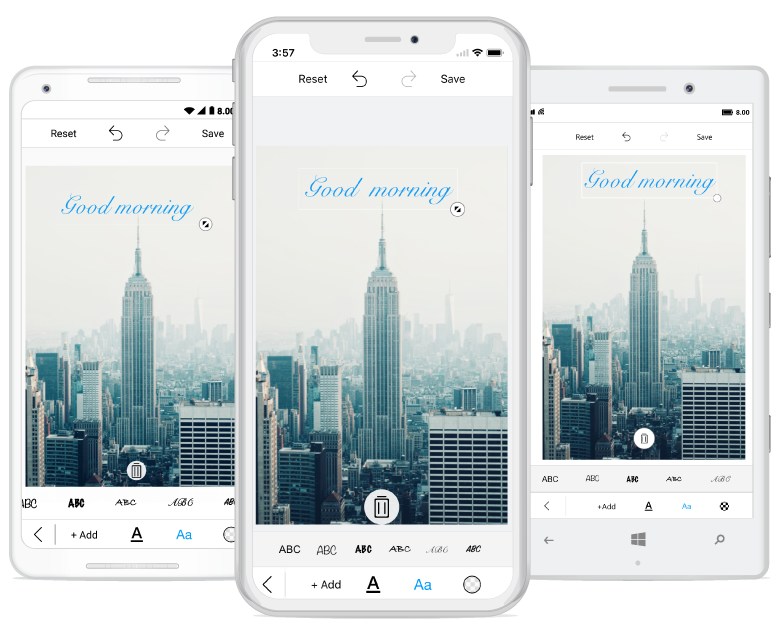 8.00
Reset Save
Good morning
ABC ABC ABC ABC AB
+ Add A Aa
3:57
Reset Save
Good morning
ABC ABC ABC ABC ABC ABC
+ Add A Aa
8.00
Reset Save
Good morning
ABC ABC ABC ABC ABC
+Add A Aa